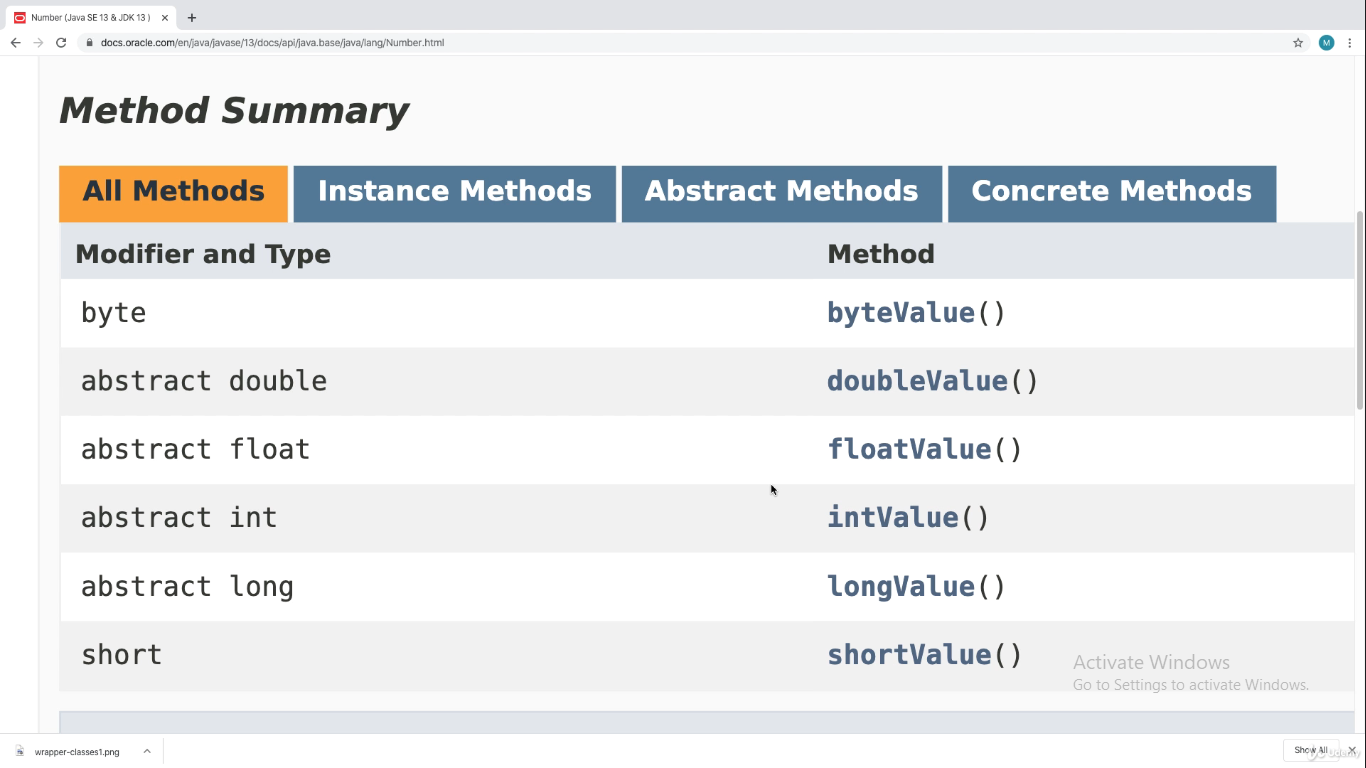 Number (Java SE 13 & JDK 13 )
docs.oracle.com/en/java/javase/13/docs/api/java.base/java/lang/Number.html
M
Method Summary
All Methods Instance Methods Abstract Methods Concrete Methods
Modifier and Type Method
byte byteValue()
abstract double doubleValue()
abstract float floatValue()
abstract int intValue()
abstract long longValue()
short shortValue()
Activate Windows
Go to Settings to activate Windows.
wrapper-classes1.png
Show All
Udemy